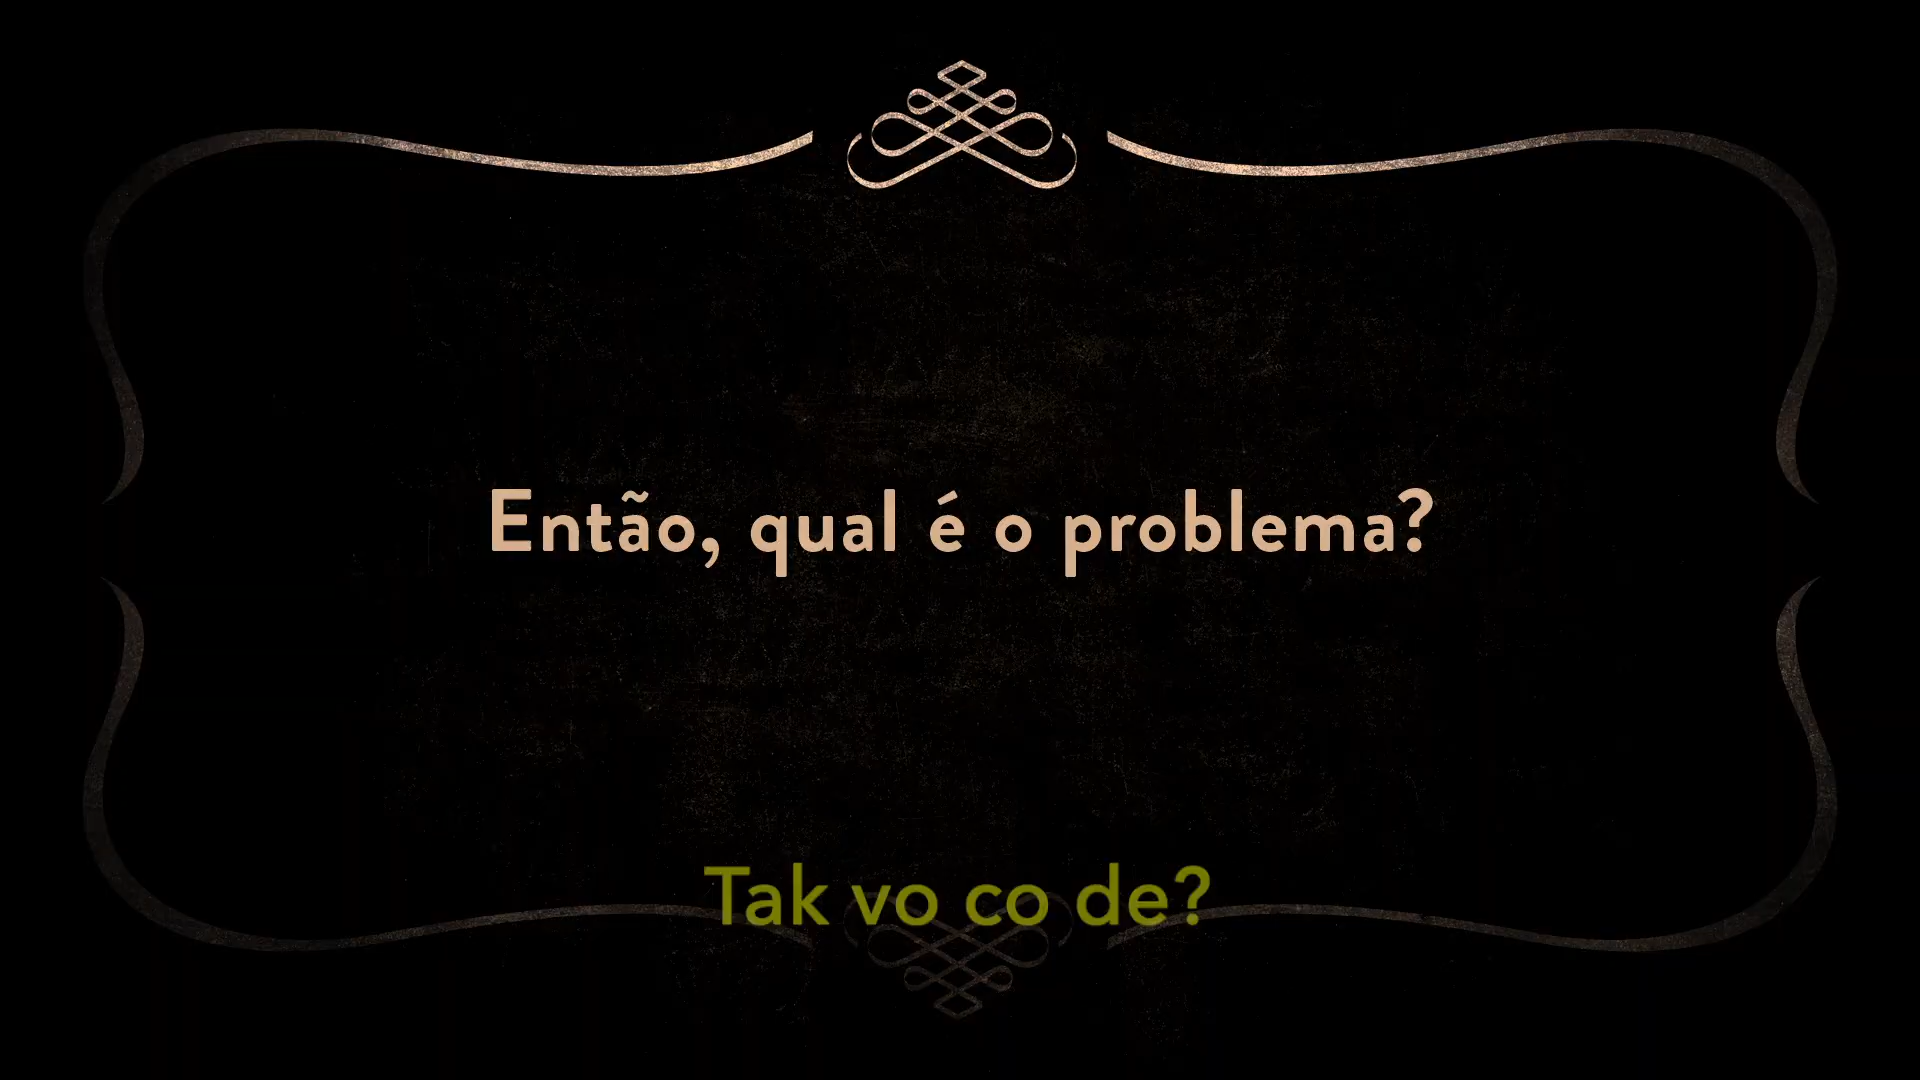 Então, qual é o problema?
Tak vo co de?